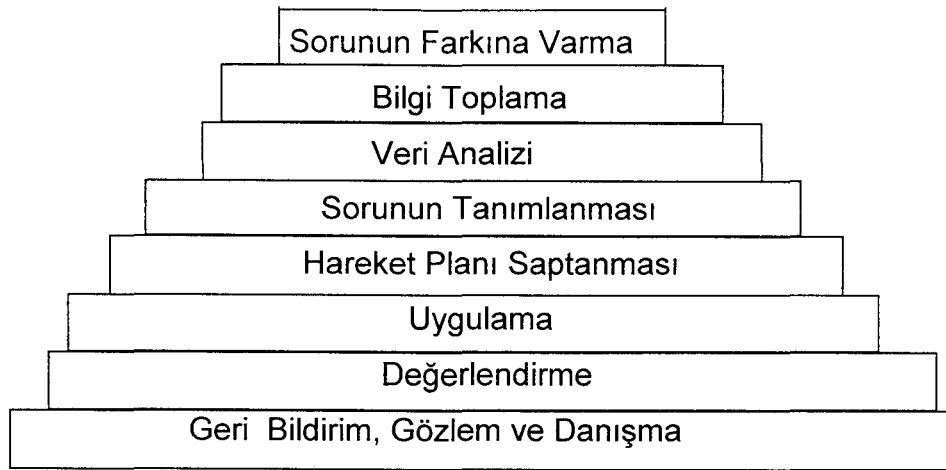 Sorunun Farkına Varma
Bilgi Toplama
Veri Analizi
Sorunun Tanımlanması
Hareket Planı Saptanması
Uygulama
Değerlendirme
Geri Bildirim, Gözlem ve Danışma